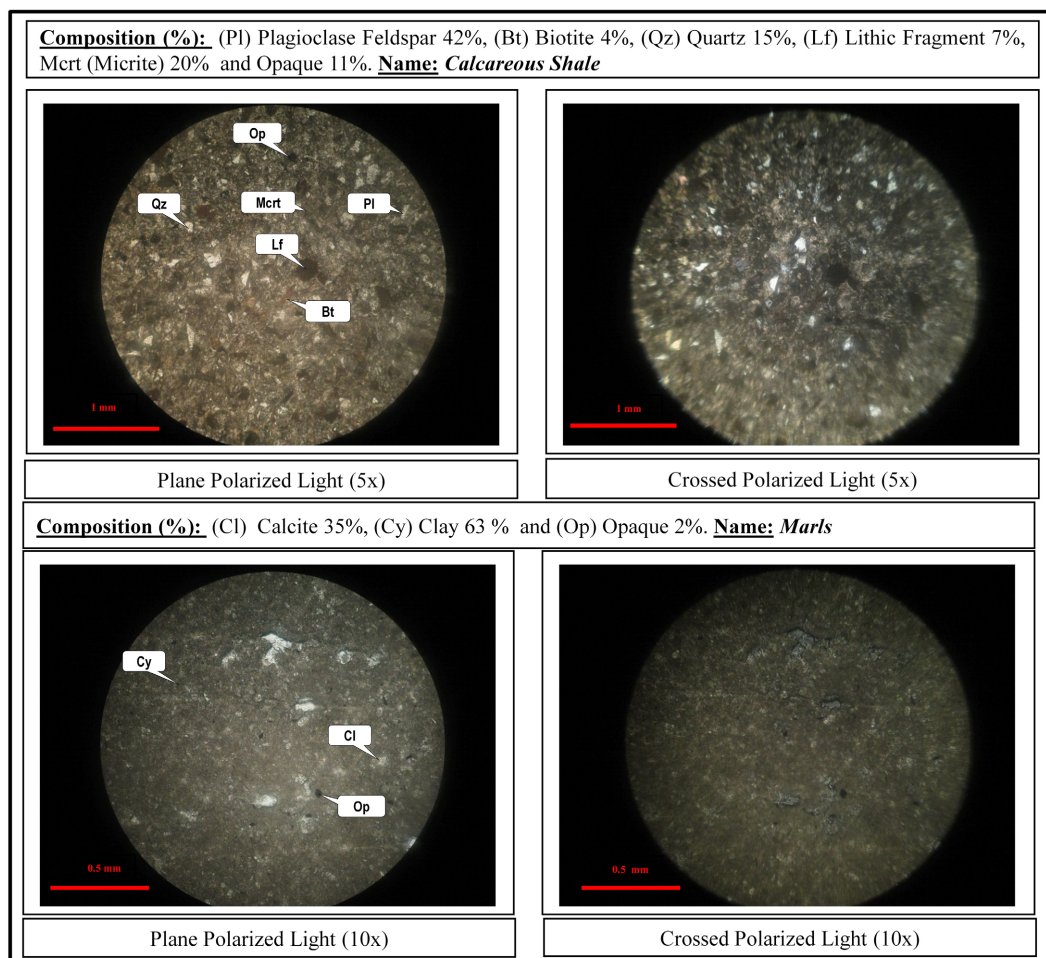 Composition (%): (Pl) Plagioclase Feldspar 42%, (Bt) Biotite 4%, (Qz) Quartz 15%, (Lf) Lithic Fragment 7%,
Mcrt (Micrite) 20% and Opaque 11%. Name: Calcareous Shale
Op
Qz
Mcrt
Pl
Lf
Bt
1 mm
1 mm
Plane Polarized Light (5x)
Crossed Polarized Light (5x)
Composition (%): (Cl) Calcite 35%, (Cy) Clay 63 % and (Op) Opaque 2%. Name: Marls
Cy
Cl
Op
0.5 mm
0.5 mm
Plane Polarized Light (10x)
Crossed Polarized Light (10x)